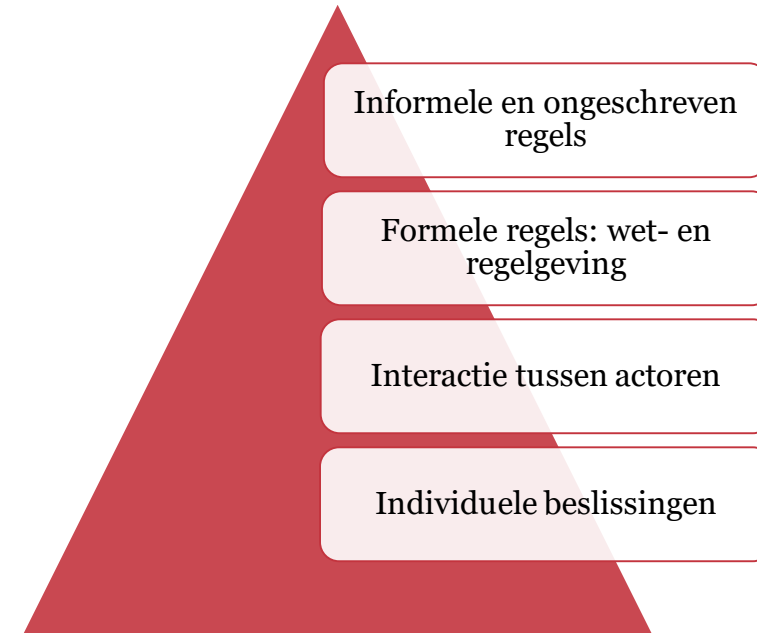 Informele en ongeschreven
regels
Formele regels: wet- en
regelgeving
Interactie tussen actoren
Individuele beslissingen